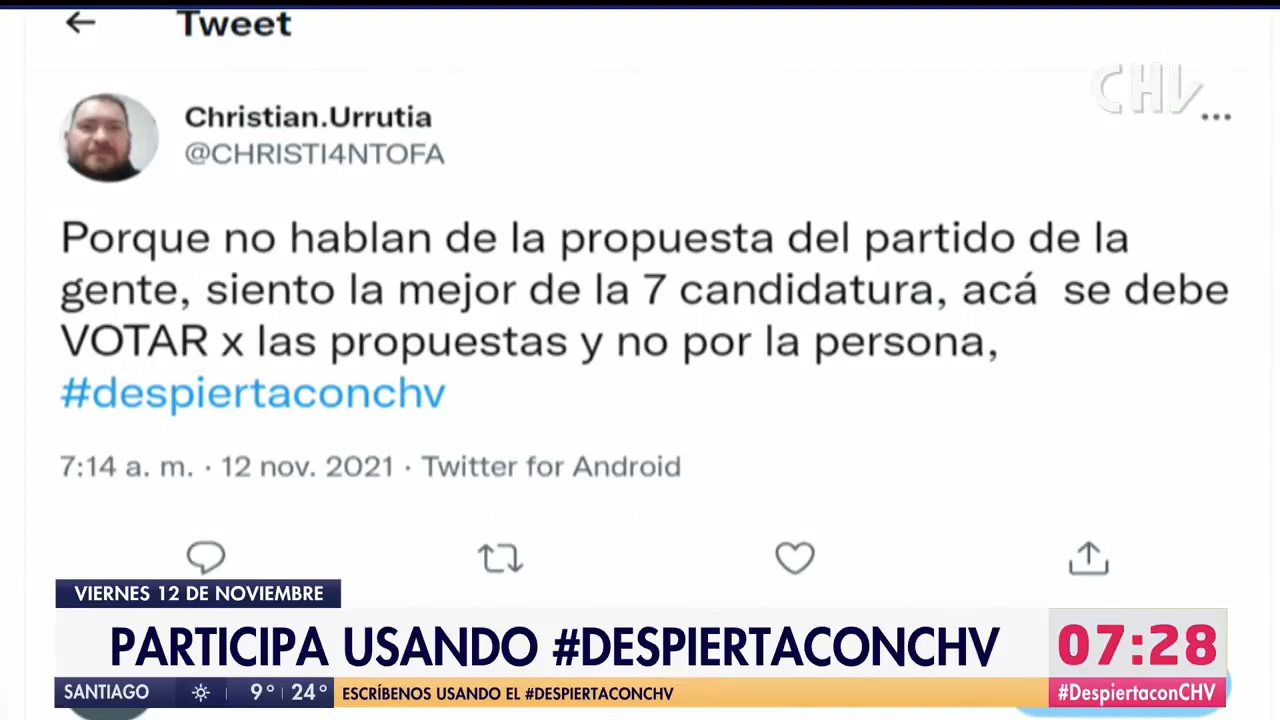 Tweet
CHV
Christian.Urrutia
@CHRISTI4NTOFA
Porque no hablan de la propuesta del partido de la
gente, siento la mejor de la 7 candidatura, acá se debe
VOTAR x las propuestas y no por la persona,
#despiertaconchv
7:14 a. m. · 12 nov. 2021 · Twitter for Android
VIERNES 12 DE NOVIEMBRE
PARTICIPA USANDO #DESPIERTACONCHV
07:28
SANTIAGO 9° 24° ESCRÍBENOS USANDO EL #DESPIERTACONCHV
#DespiertaconCHV